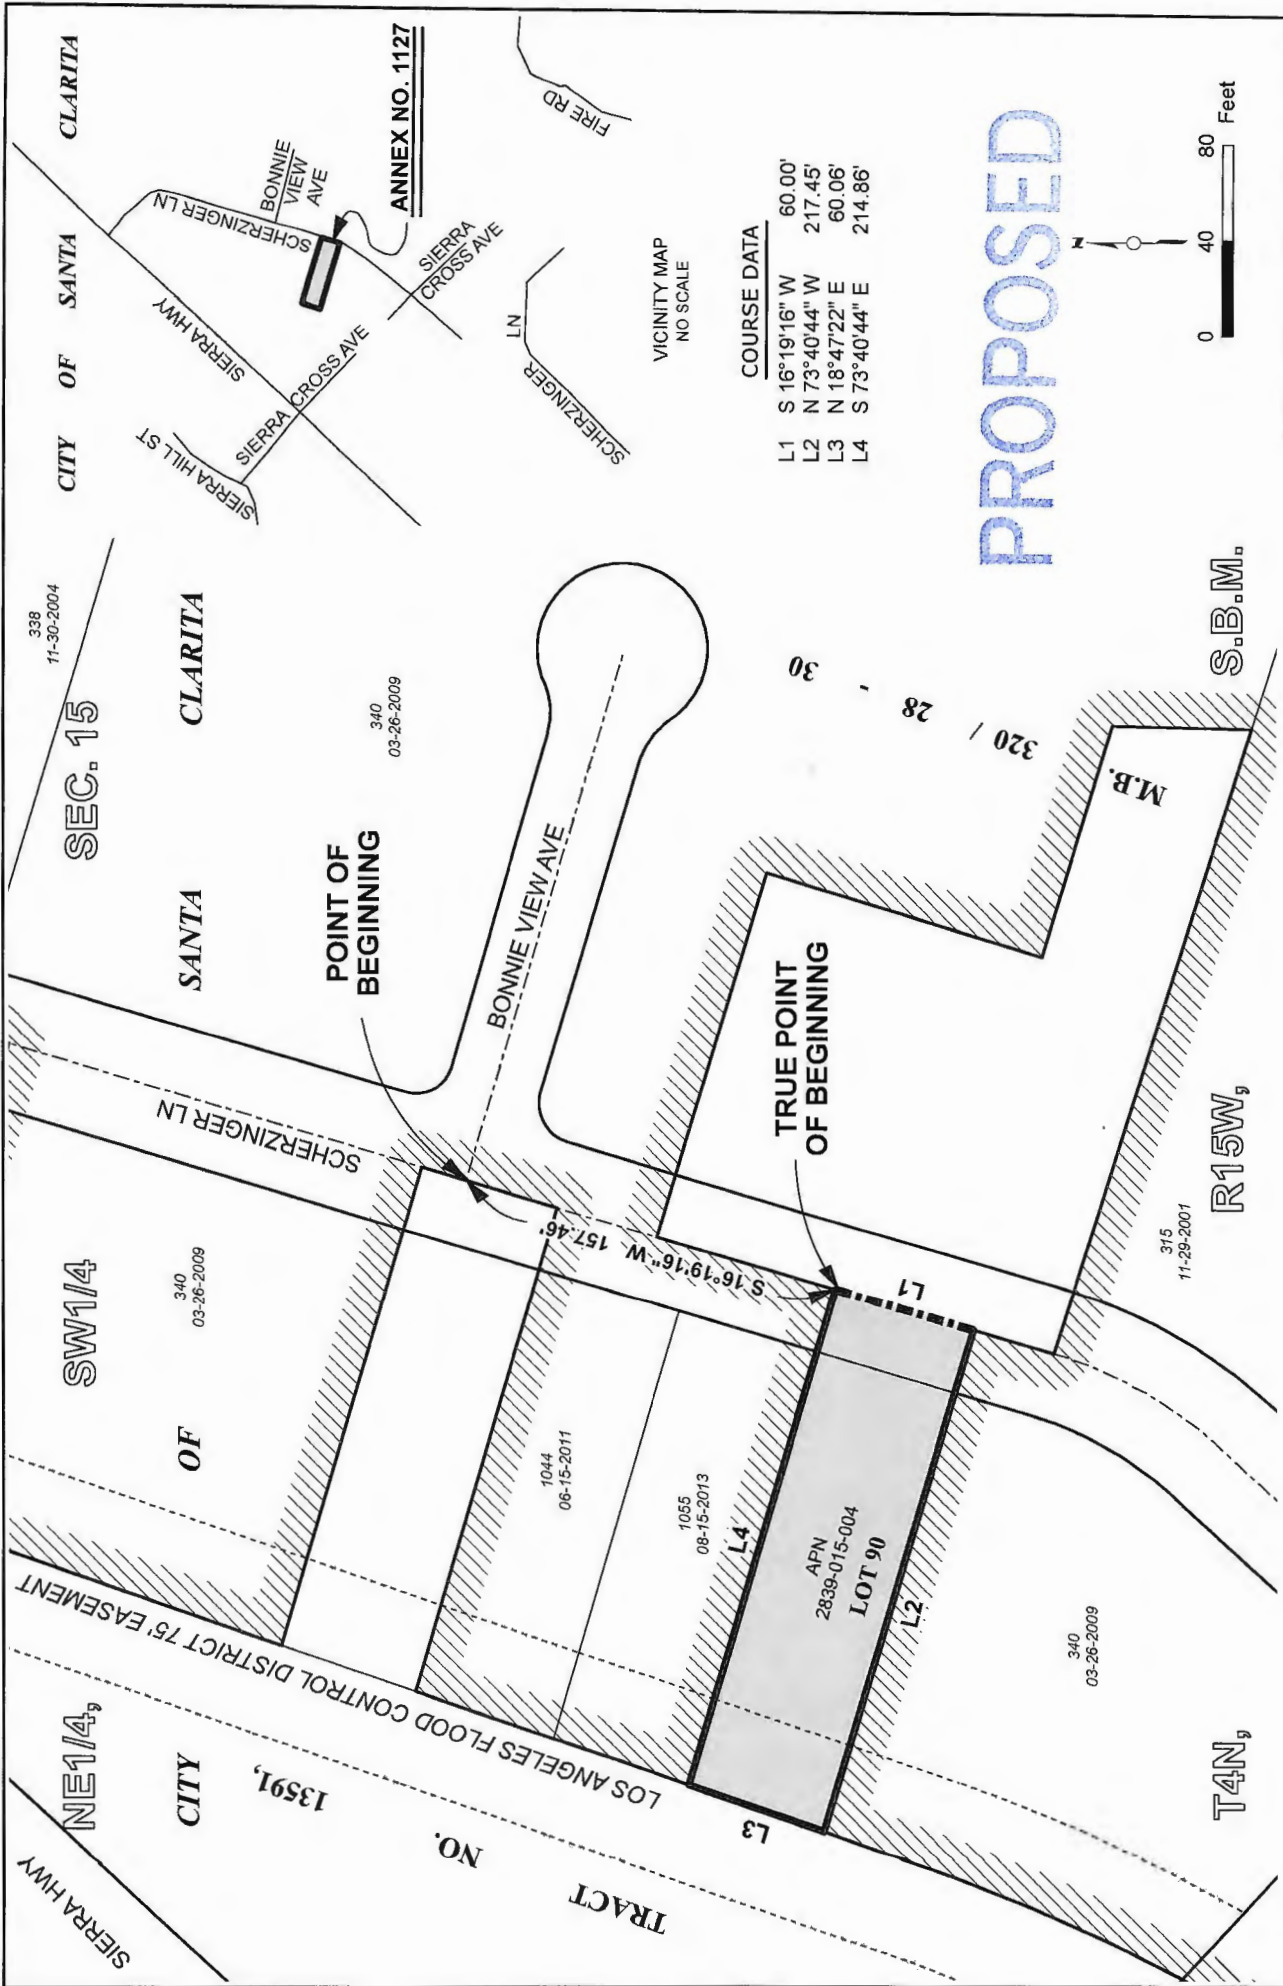 SIERRA HWY
NE1/4,
SW1/4
SEC. 15
338
11-30-2004
CITY OF SANTA CLARITA
CITY OF SANTA CLARITA
340
03-26-2009
340
03-26-2009
SCHERZINGER LN
POINT OF
BEGINNING
BONNIE VIEW AVE
TRACT NO. 13591,
LOS ANGELES FLOOD CONTROL DISTRICT 75' EASEMENT
1044
06-15-2011
S 16°19'16" W 157.46'
1055
08-15-2013
TRUE POINT
OF BEGINNING
L4
L1
L3
L2
APN
2839-015-004
LOT 90
340
03-26-2009
315
11-29-2001
M.B. 320 / 28 - 30
T4N,
R15W,
S.B.M.
SIERRA HILL ST
SIERRA HWY
SIERRA CROSS AVE
SCHERZINGER LN
BONNIE
VIEW
AVE
ANNEX NO. 1127
SIERRA
CROSS AVE
SCHERZINGER LN
FIRE RD
VICINITY MAP
NO SCALE
COURSE DATA
L1 S 16°19'16" W 60.00'
L2 N 73°40'44" W 217.45'
L3 N 18°47'22" E 60.06'
L4 S 73°40'44" E 214.86'
PROPOSED
N
0 40 80
Feet